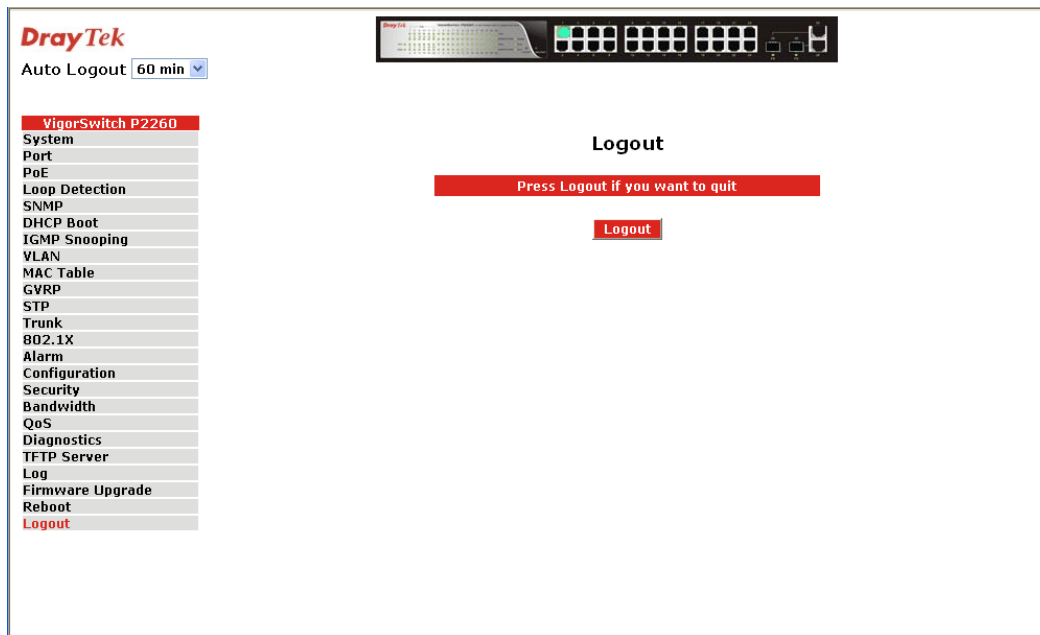 DrayTek
DrayTek
Auto Logout 60 min
VigorSwitch P2260
System
Port
PoE
Loop Detection
SNMP
DHCP Boot
IGMP Snooping
VLAN
MAC Table
GVRP
STP
Trunk
802.1X
Alarm
Configuration
Security
Bandwidth
QoS
Diagnostics
TFTP Server
Log
Firmware Upgrade
Reboot
Logout
Logout
Press Logout if you want to quit
Logout